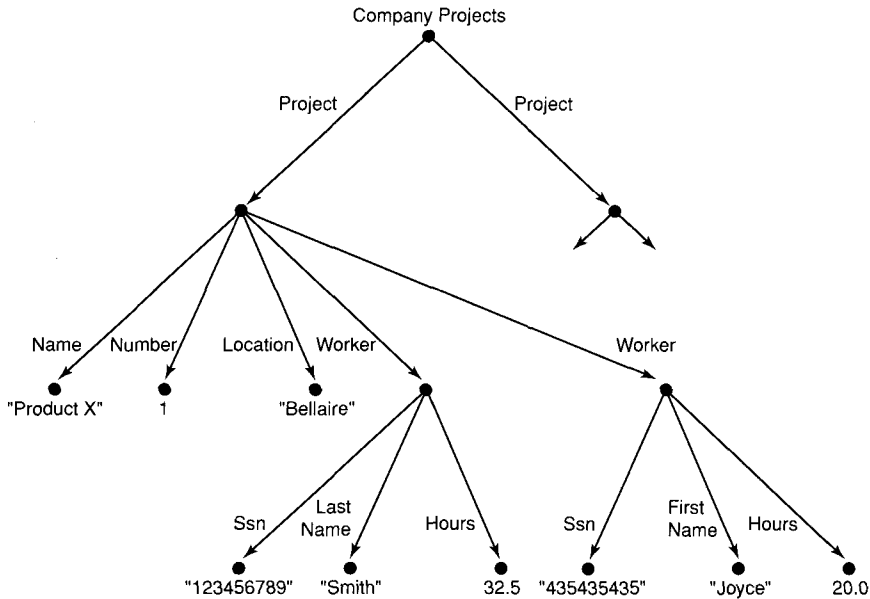 Company Projects
Project
Project
Name
Number
Location
Worker
Worker
"Product X"
1
"Bellaire"
Ssn
Last
Name
Hours
Ssn
First
Name
Hours
"123456789"
"Smith"
32.5
"435435435"
"Joyce"
20.0